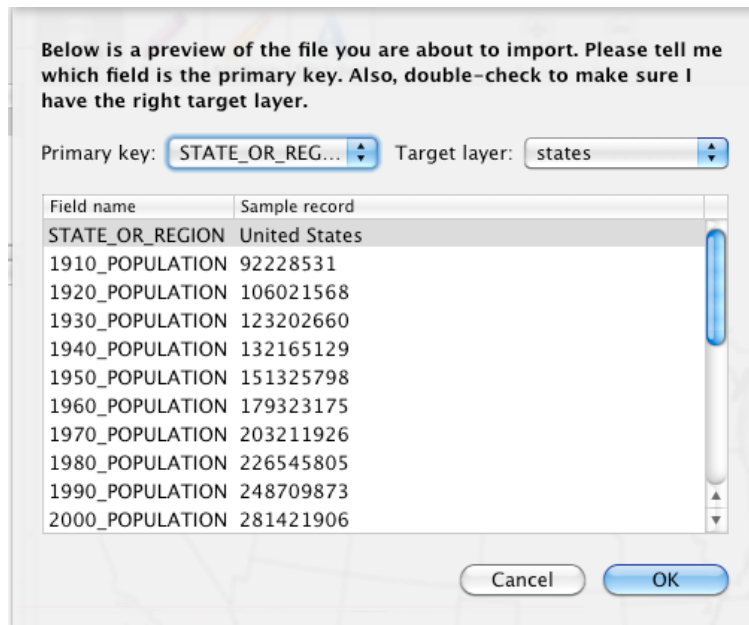 Below is a preview of the file you are about to import. Please tell me
which field is the primary key. Also, double-check to make sure I
have the right target layer.
Primary key: STATE_OR_REG... Target layer: states
Field name Sample record
STATE_OR_REGION United States
1910_POPULATION 92228531
1920_POPULATION 106021568
1930_POPULATION 123202660
1940_POPULATION 132165129
1950_POPULATION 151325798
1960_POPULATION 179323175
1970_POPULATION 203211926
1980_POPULATION 226545805
1990_POPULATION 248709873
2000_POPULATION 281421906
Cancel OK